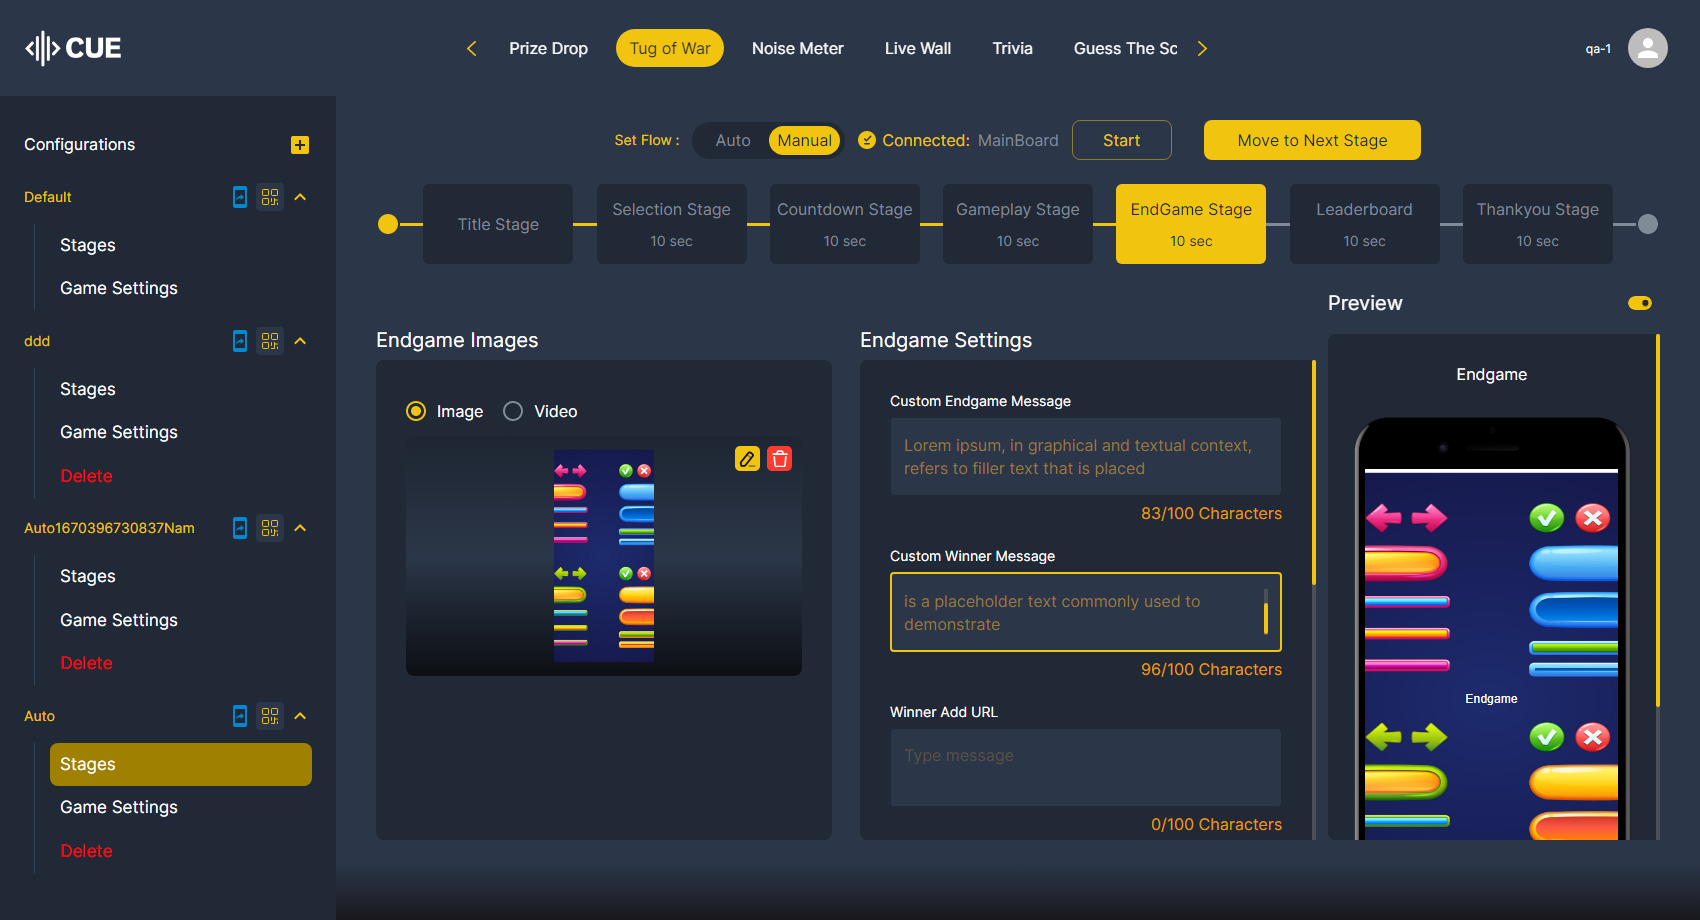 CUE
Prize Drop
Tug of War
Noise Meter
Live Wall
Trivia
Guess The Sc
qa-1
Configurations
Default
Stages
Game Settings
ddd
Stages
Game Settings
Delete
Auto1670396730837Nam
Stages
Game Settings
Delete
Auto
Stages
Game Settings
Delete
Set Flow :
Auto
Manual
Connected: MainBoard
Start
Move to Next Stage
Title Stage
Selection Stage
10 sec
Countdown Stage
10 sec
Gameplay Stage
10 sec
EndGame Stage
10 sec
Leaderboard
10 sec
Thankyou Stage
10 sec
Endgame Images
Image
Video
Endgame Settings
Custom Endgame Message
Lorem ipsum, in graphical and textual context,
refers to filler text that is placed
83/100 Characters
Custom Winner Message
is a placeholder text commonly used to
demonstrate
96/100 Characters
Winner Add URL
Type message
0/100 Characters
Preview
Endgame
Endgame